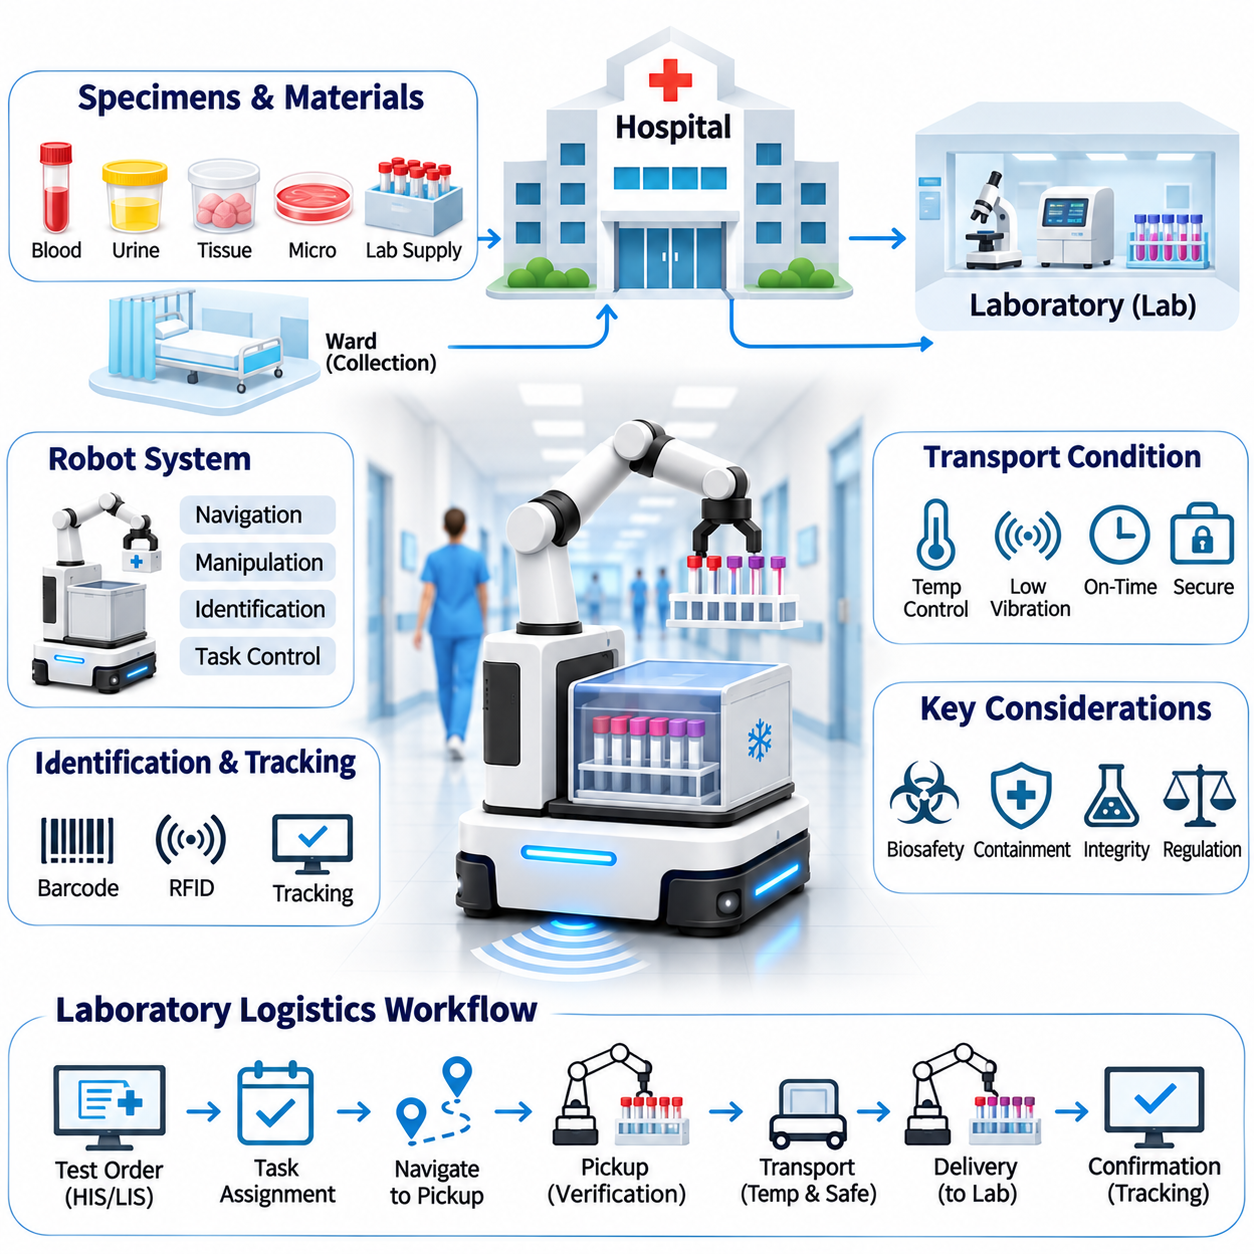 Specimens & Materials
Blood
Urine
Tissue
Micro
Lab Supply
Hospital
Laboratory (Lab)
Ward
(Collection)
Robot System
Navigation
Manipulation
Identification
Task Control
Transport Condition
Temp
Control
Low
Vibration
On-Time
Secure
Key Considerations
Biosafety
Containment
Integrity
Regulation
Identification & Tracking
Barcode
RFID
Tracking
Laboratory Logistics Workflow
Test Order
(HIS/LIS)
Task
Assignment
Navigate
to Pickup
Pickup
(Verification)
Transport
(Temp & Safe)
Delivery
(to Lab)
Confirmation
(Tracking)